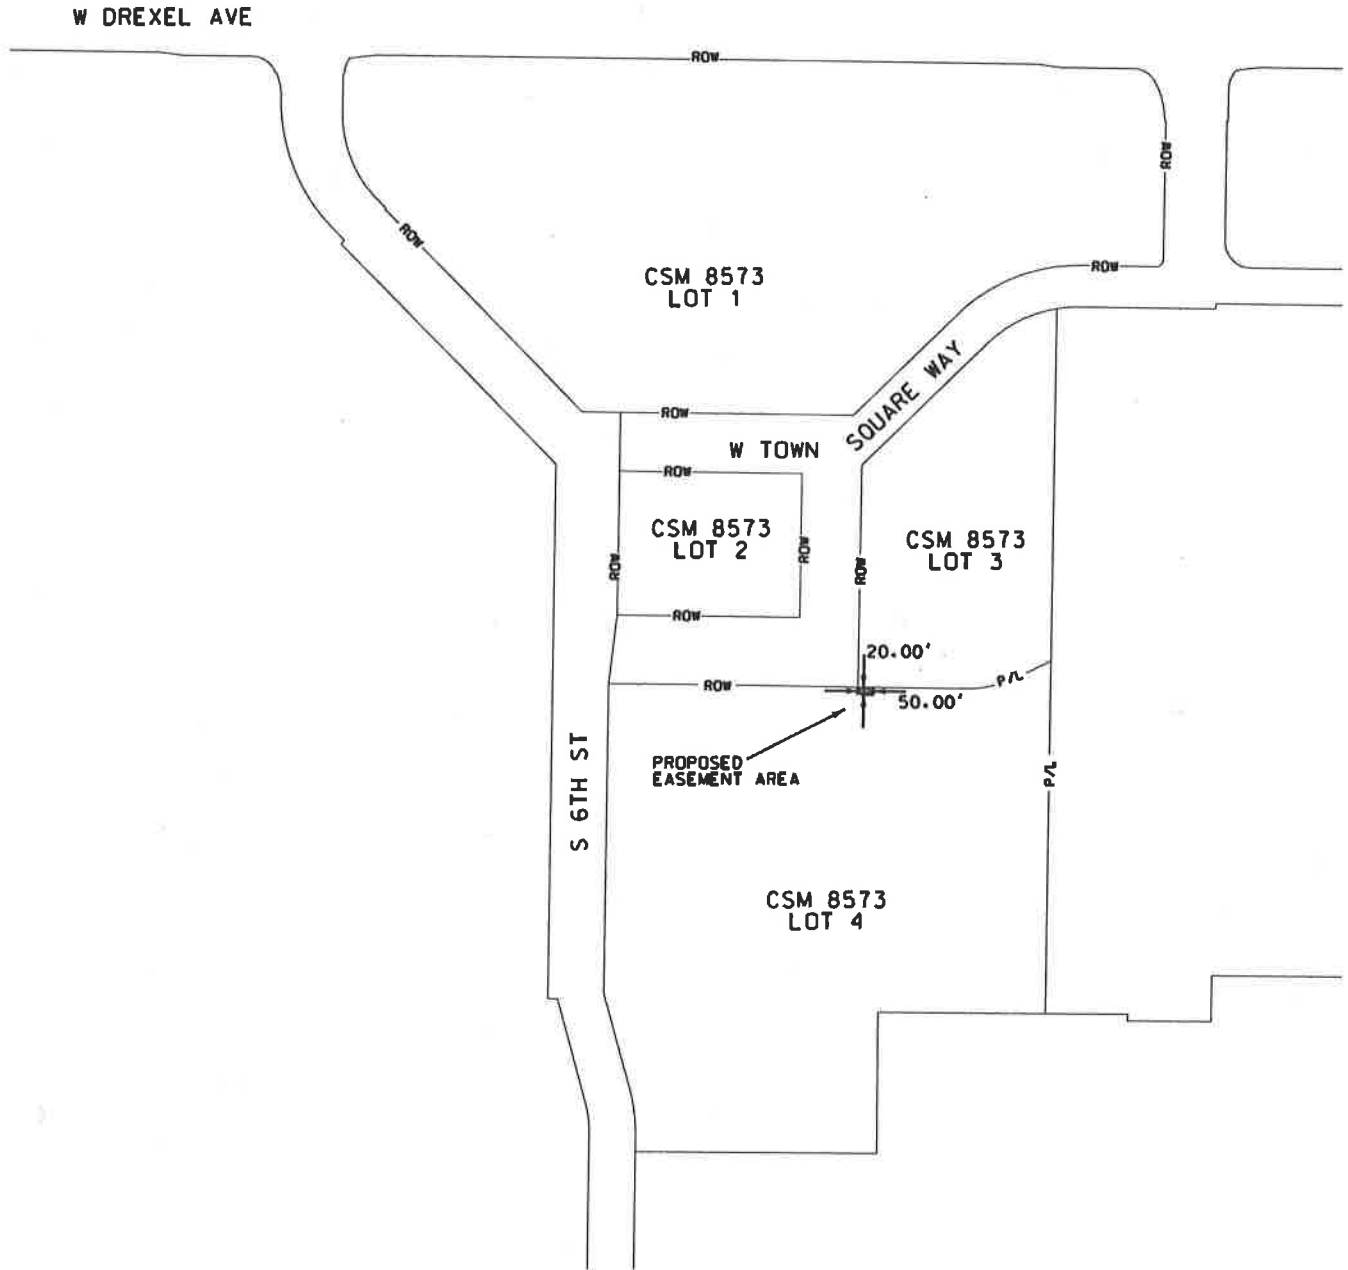 W DREXEL AVE
ROW
ROW
ROW
ROW
CSM 8573
LOT 1
SQUARE WAY
ROW
W TOWN
ROW
CSM 8573
LOT 2
ROW
ROW
ROW
CSM 8573
LOT 3
ROW
20.00'
ROW
P/L
50.00'
PROPOSED
EASEMENT AREA
P/L
S 6TH ST
CSM 8573
LOT 4